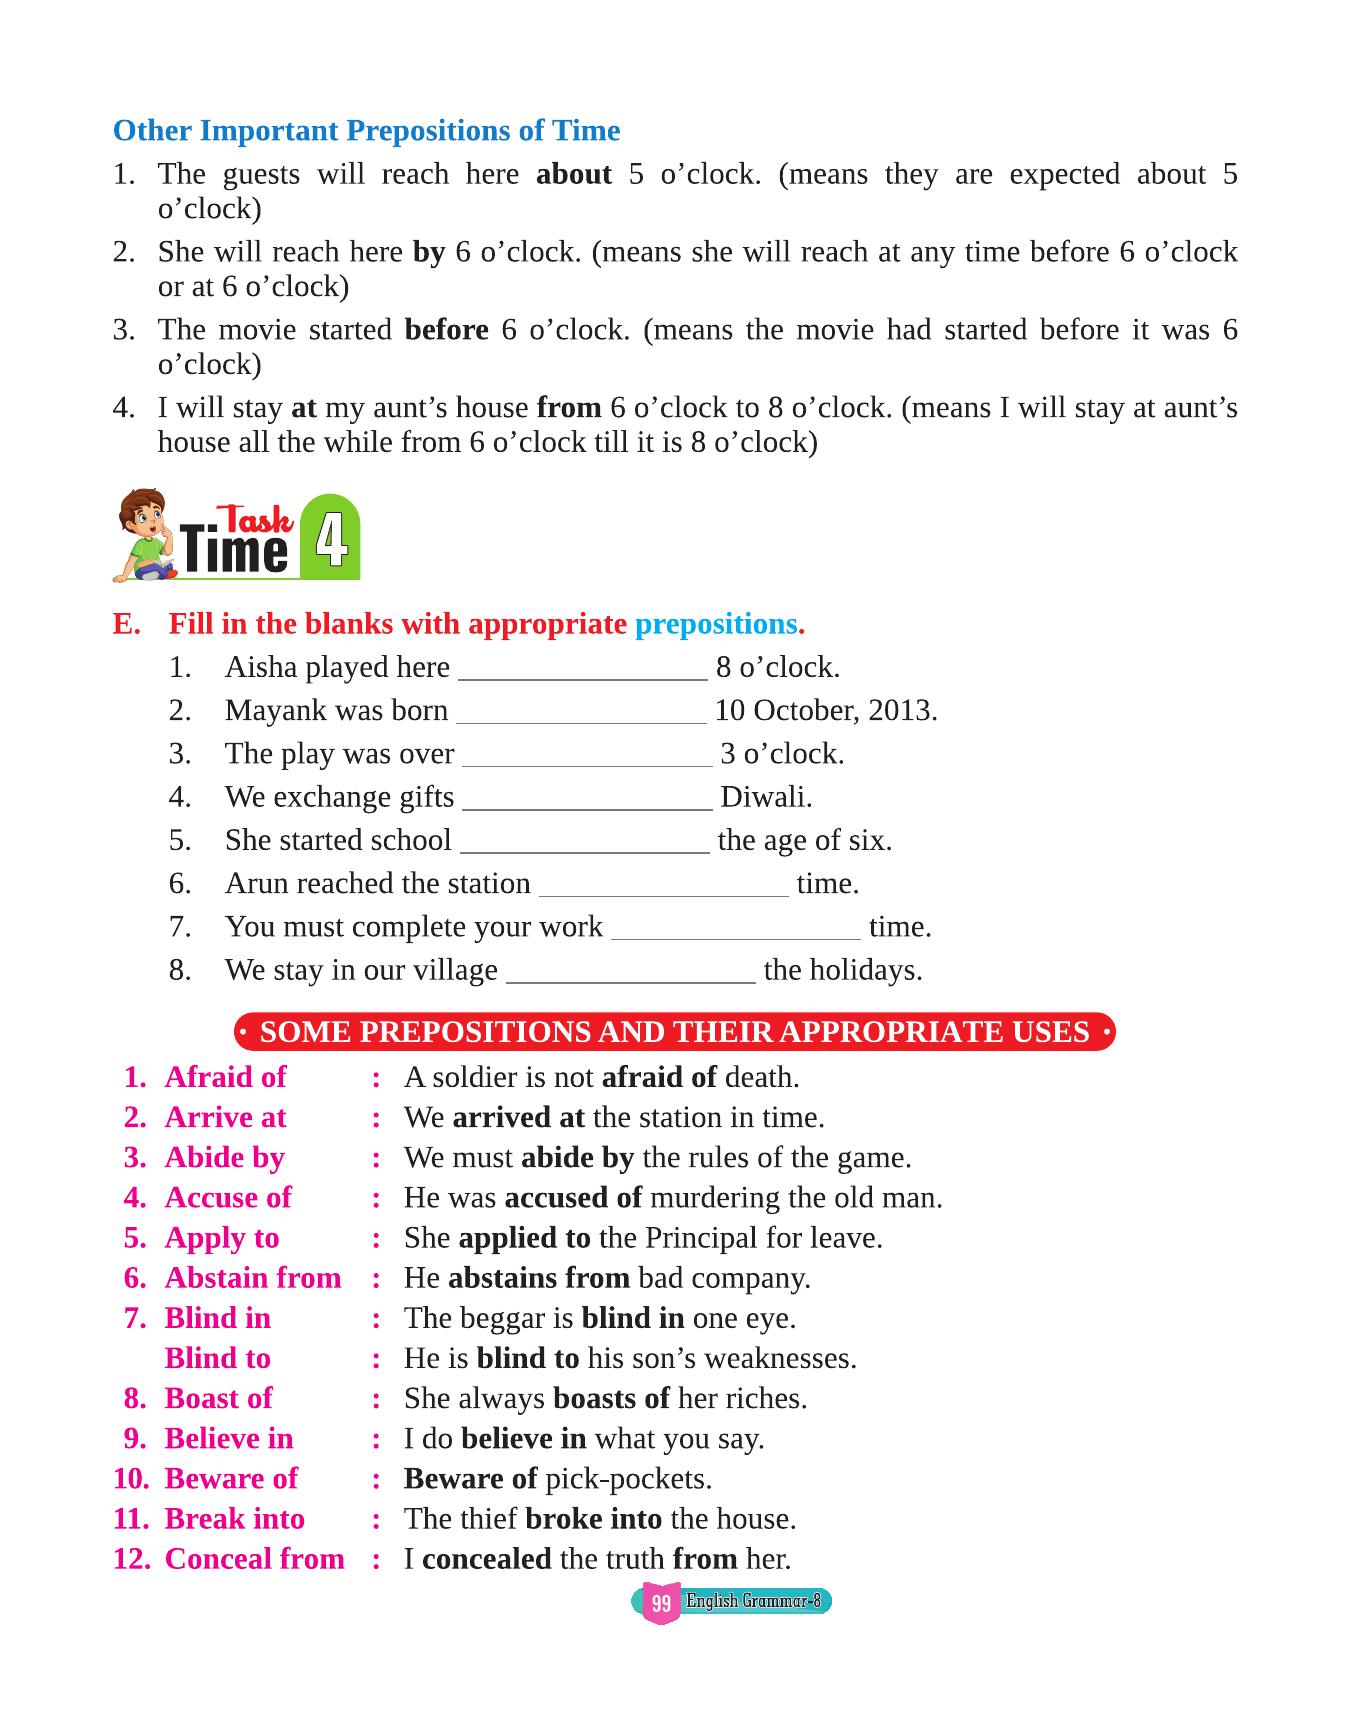 Other Important Prepositions of Time
1. The guests will reach here about 5 o’clock. (means they are expected about 5
o’clock)
2. She will reach here by 6 o’clock. (means she will reach at any time before 6 o’clock
or at 6 o’clock)
3. The movie started before 6 o’clock. (means the movie had started before it was 6
o’clock)
4. I will stay at my aunt’s house from 6 o’clock to 8 o’clock. (means I will stay at aunt’s
house all the while from 6 o’clock till it is 8 o’clock)
Task
Time 4
E. Fill in the blanks with appropriate prepositions.
1. Aisha played here ________________ 8 o’clock.
2. Mayank was born ________________ 10 October, 2013.
3. The play was over ________________ 3 o’clock.
4. We exchange gifts ________________ Diwali.
5. She started school ________________ the age of six.
6. Arun reached the station ________________ time.
7. You must complete your work ________________ time.
8. We stay in our village ________________ the holidays.
• SOME PREPOSITIONS AND THEIR APPROPRIATE USES •
1. Afraid of : A soldier is not afraid of death.
2. Arrive at : We arrived at the station in time.
3. Abide by : We must abide by the rules of the game.
4. Accuse of : He was accused of murdering the old man.
5. Apply to : She applied to the Principal for leave.
6. Abstain from : He abstains from bad company.
7. Blind in : The beggar is blind in one eye.
Blind to : He is blind to his son’s weaknesses.
8. Boast of : She always boasts of her riches.
9. Believe in : I do believe in what you say.
10. Beware of : Beware of pick-pockets.
11. Break into : The thief broke into the house.
12. Conceal from : I concealed the truth from her.
99 English Grammar-8